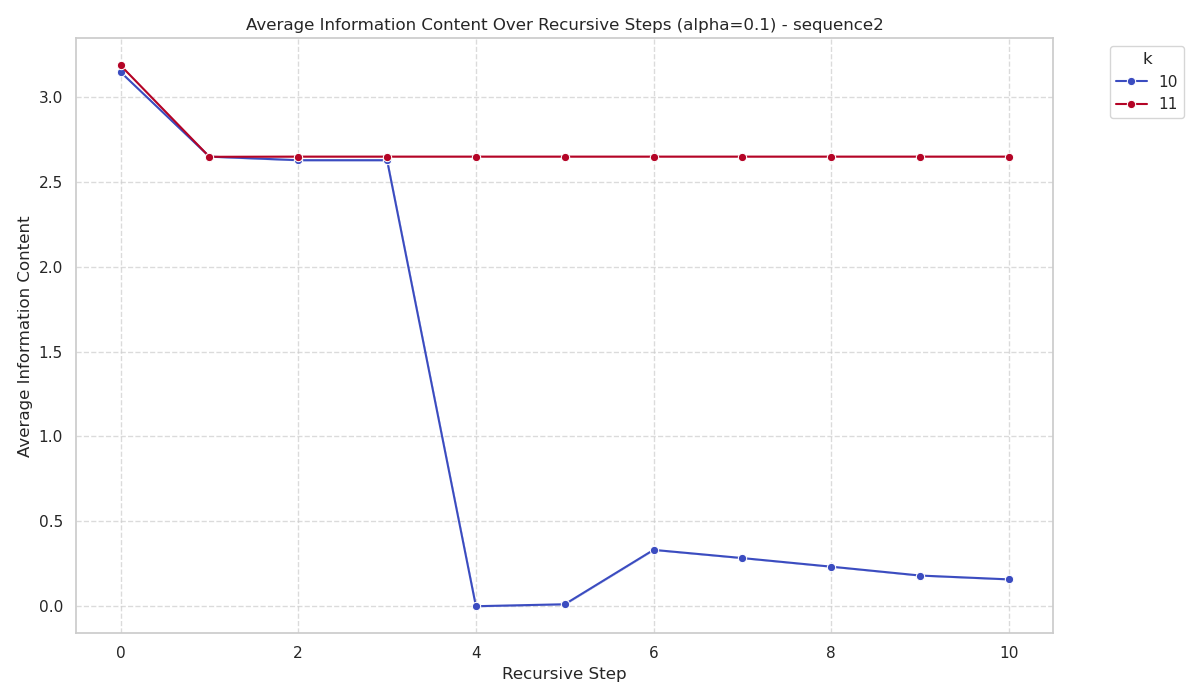 Average Information Content Over Recursive Steps (alpha=0.1) - sequence2
k
10
11
3.0
2.5
2.0
1.5
1.0
0.5
0.0
Average Information Content
0 2 4 6 8 10
Recursive Step